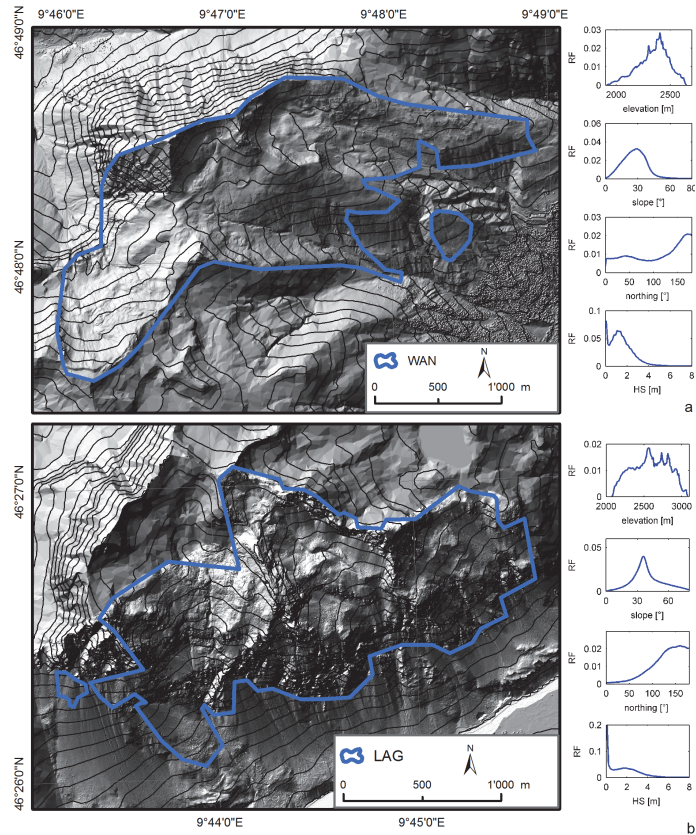 9°46'0"E 9°47'0"E 9°48'0"E 9°49'0"E
46°49'0"N
46°48'0"N
WAN
N
0 500 1'000 m
RF
0.03
0.02
0.01
0
2000 2500
elevation [m]
RF
0.06
0.04
0.02
0
0 30 60 80
slope [°]
RF
0.03
0.02
0.01
0
0 50 100 150
northing [°]
RF
0.1
0.05
0
0 2 4 6 8
HS [m]
a
46°27'0"N
46°26'0"N
LAG
N
0 500 1'000 m
9°44'0"E 9°45'0"E
RF
0.02
0.01
0
2000 2500 3000
elevation [m]
RF
0.05
0
0 30 60
slope [°]
RF
0.03
0.02
0.01
0
0 50 100 150
northing [°]
RF
0.2
0.1
0
0 2 4 6 8
HS [m]
b